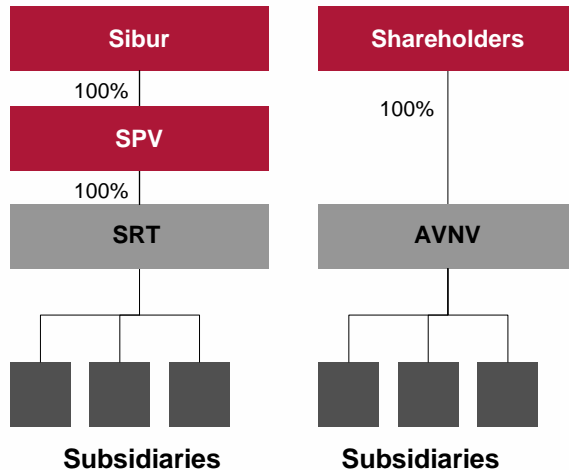 Sibur
Shareholders
100%
100%
SPV
100%
SRT
AVNV
Subsidiaries
Subsidiaries